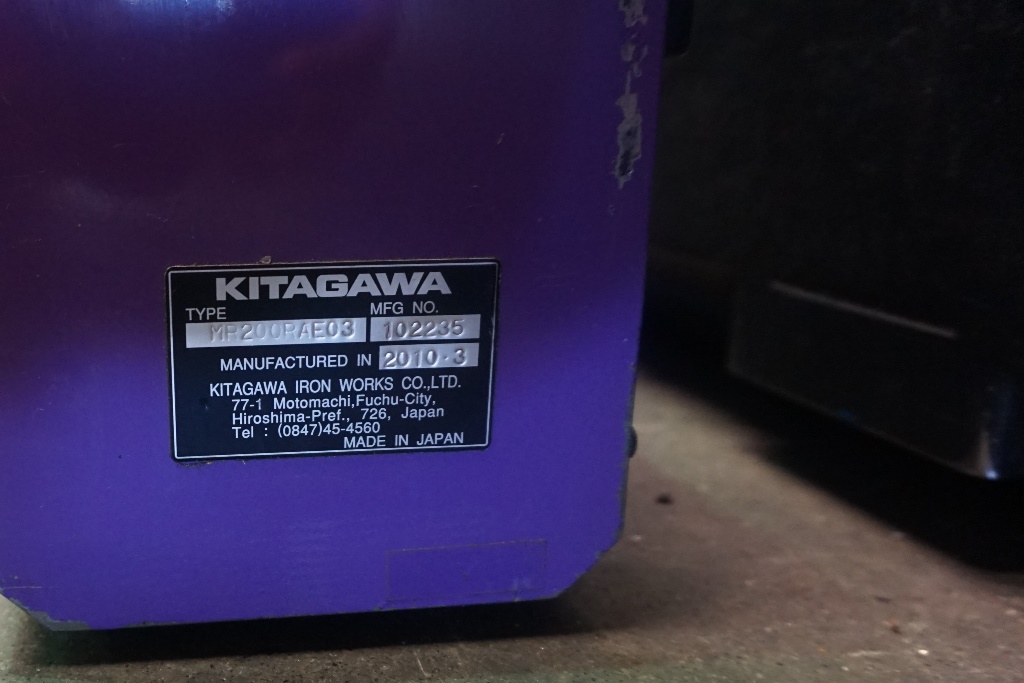 KITAGAWA
TYPE MFG NO.
MR200RAE03 102235
MANUFACTURED IN 2010-3
KITAGAWA IRON WORKS CO.,LTD.
77-1 Motomachi,Fuchu-City,
Hiroshima-Pref., 726, Japan
Tel : (0847)45-4560
MADE IN JAPAN